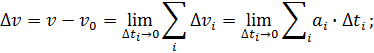 Δv = v − v₀ = lim_{Δtᵢ→0} ∑ᵢ Δvᵢ = lim_{Δtᵢ→0} ∑ᵢ aᵢ · Δtᵢ ;